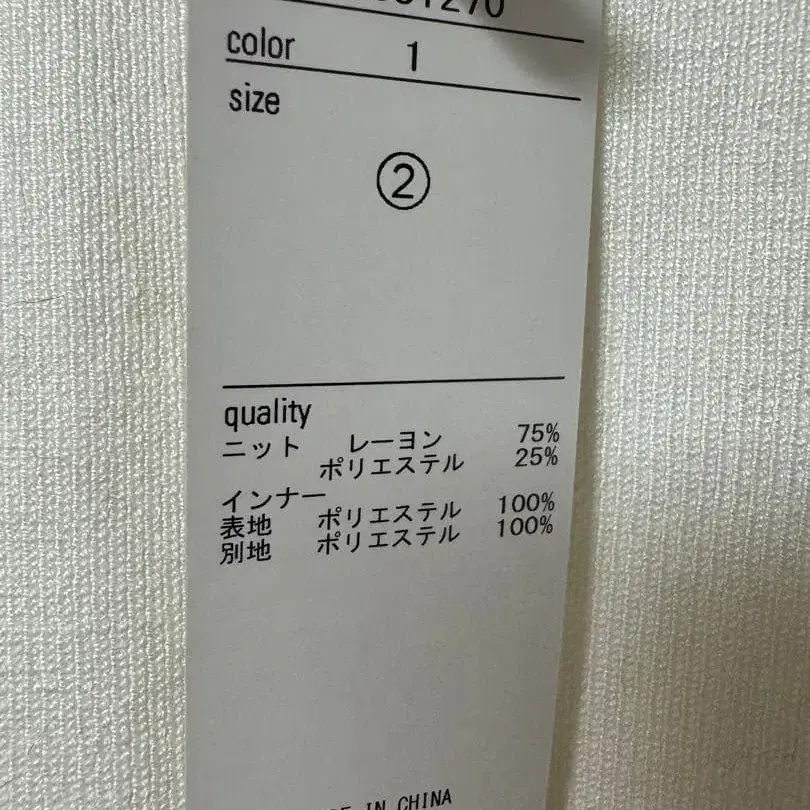 color 1
size
②
quality
ニット レーヨン 75%
ポリエステル 25%
インナー
表地 ポリエステル 100%
別地 ポリエステル 100%
IN CHINA